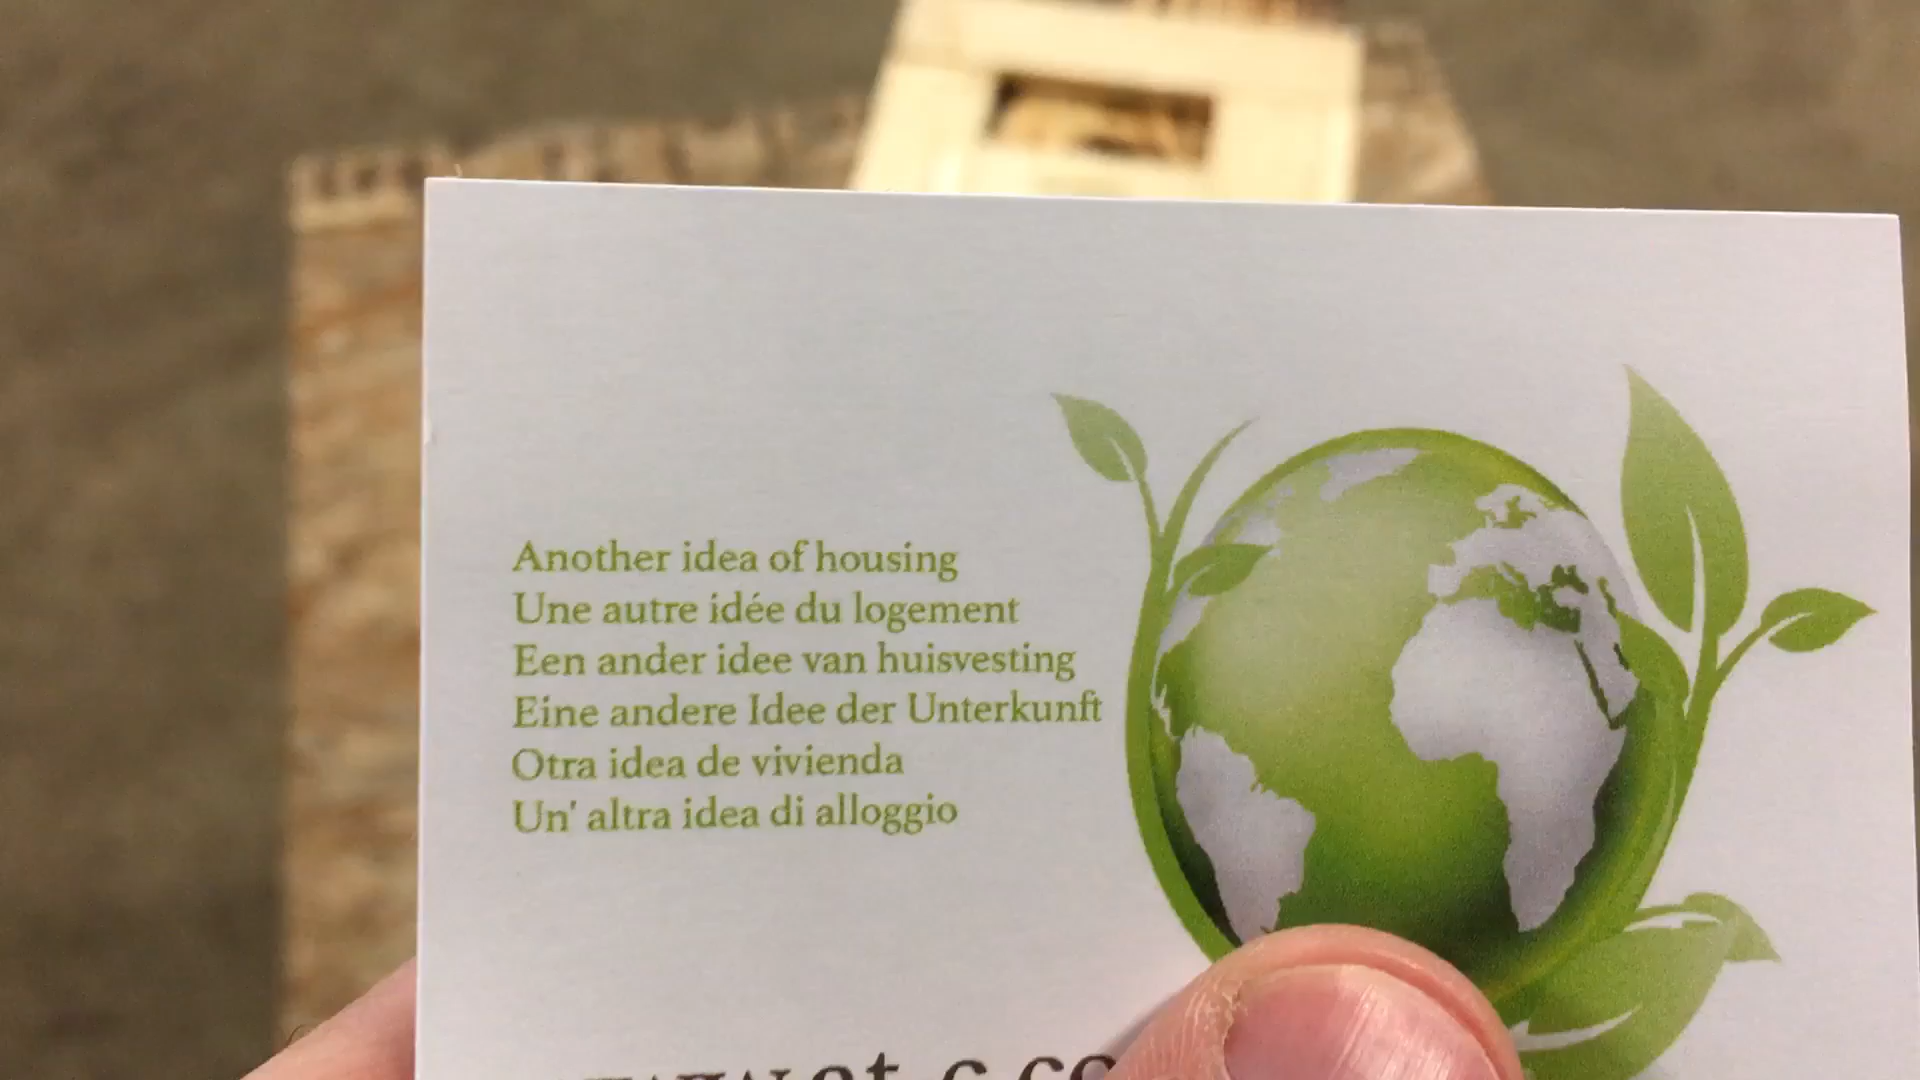 Another idea of housing
Une autre idée du logement
Een ander idee van huisvesting
Eine andere Idee der Unterkunft
Otra idea de vivienda
Un' altra idea di alloggio